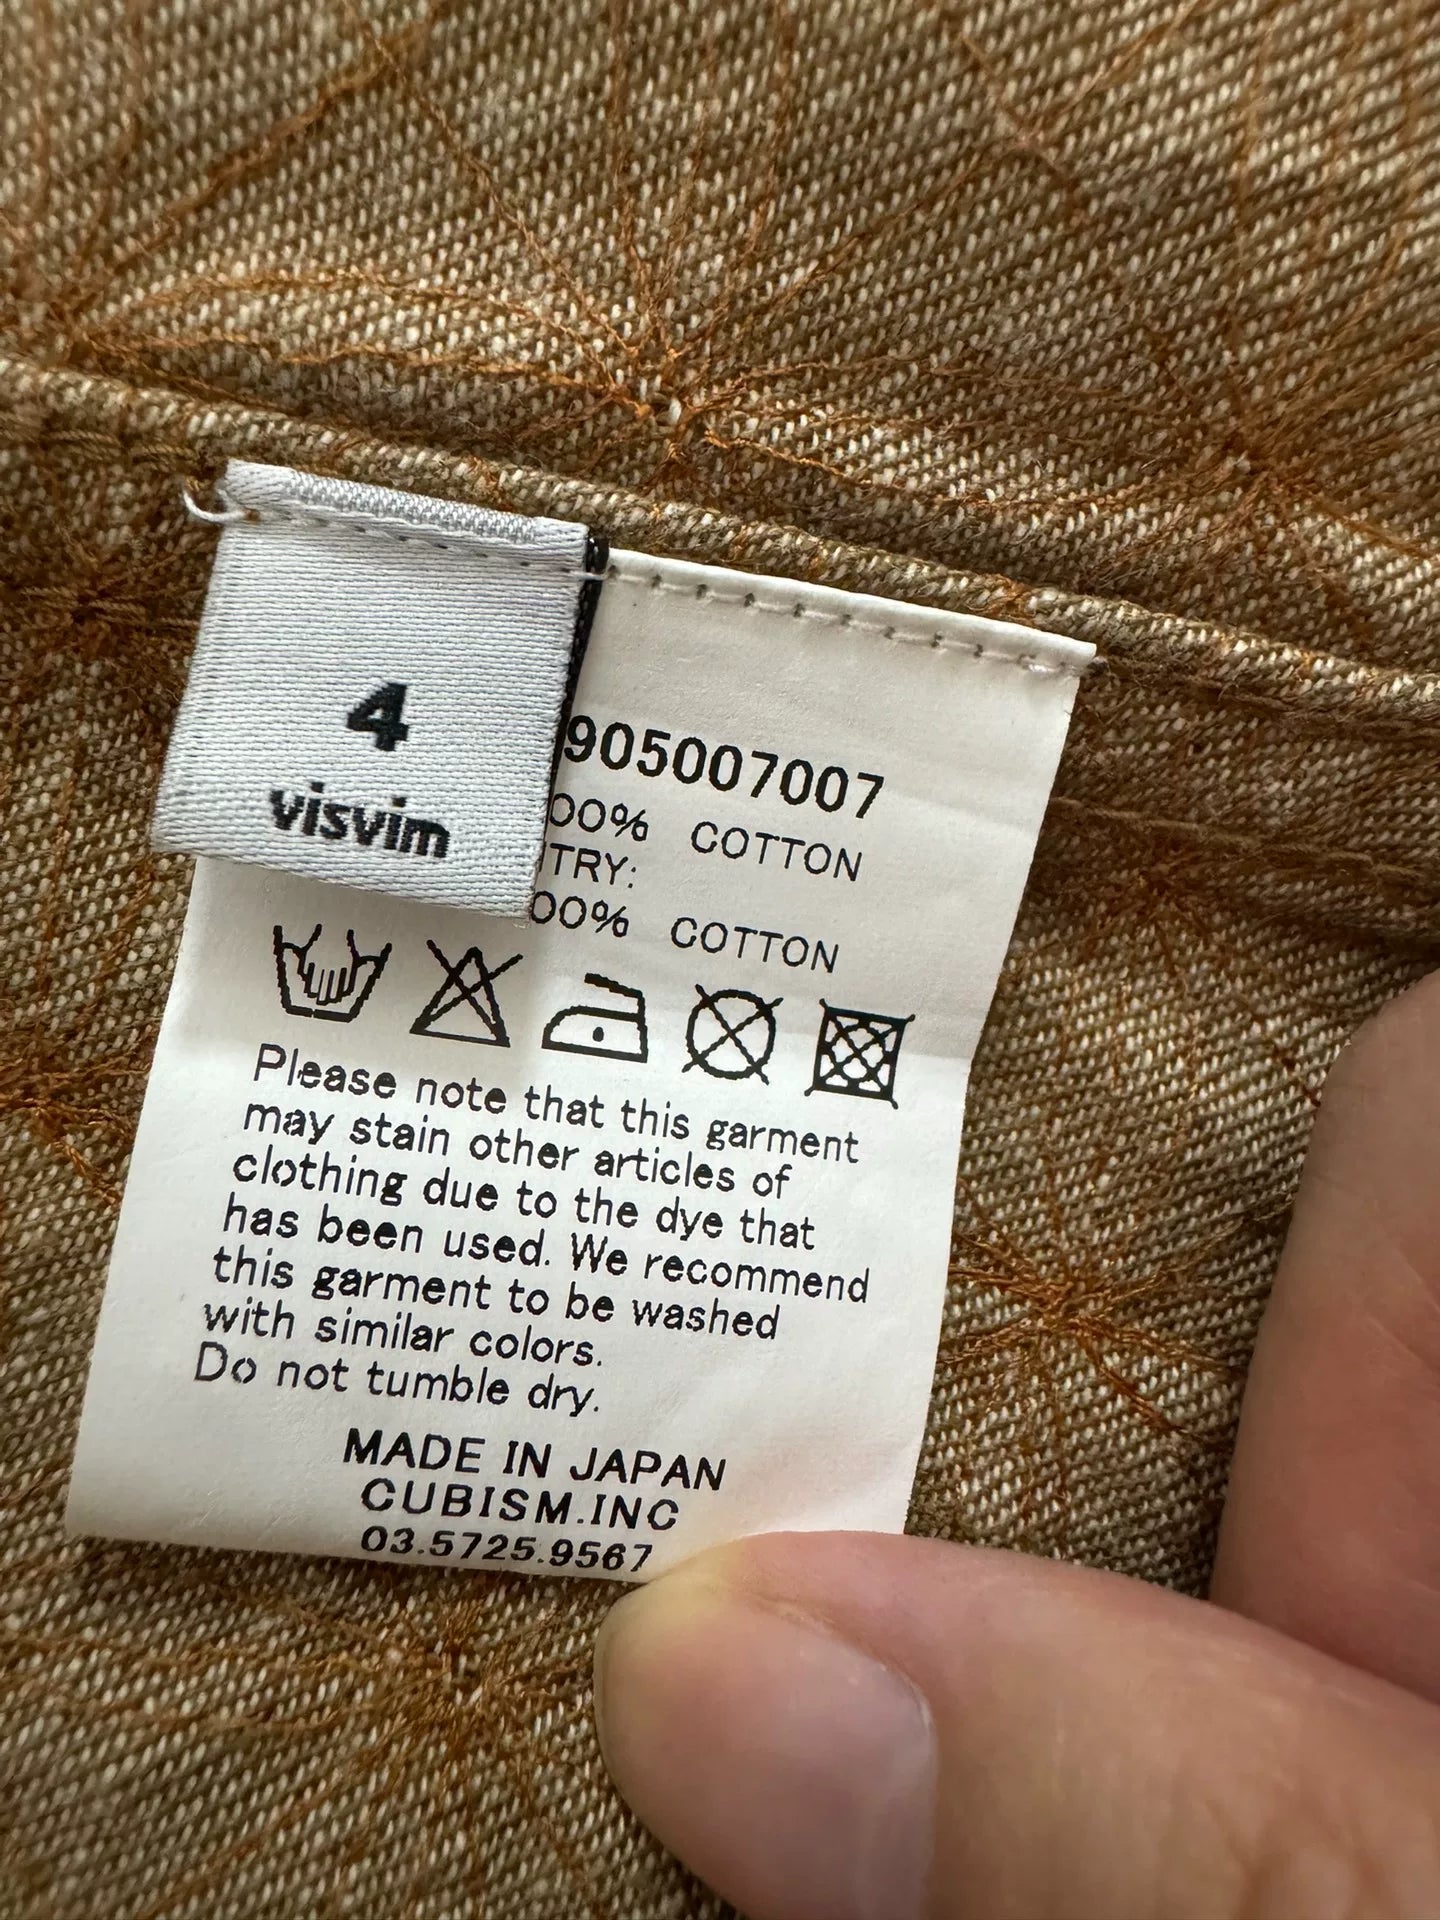 4
visvim
905007007
00% COTTON
TRY:
00% COTTON
Please note that this garment
may stain other articles of
clothing due to the dye that
has been used. We recommend
this garment to be washed
with similar colors.
Do not tumble dry.
MADE IN JAPAN
CUBISM.INC
03.5725.9567